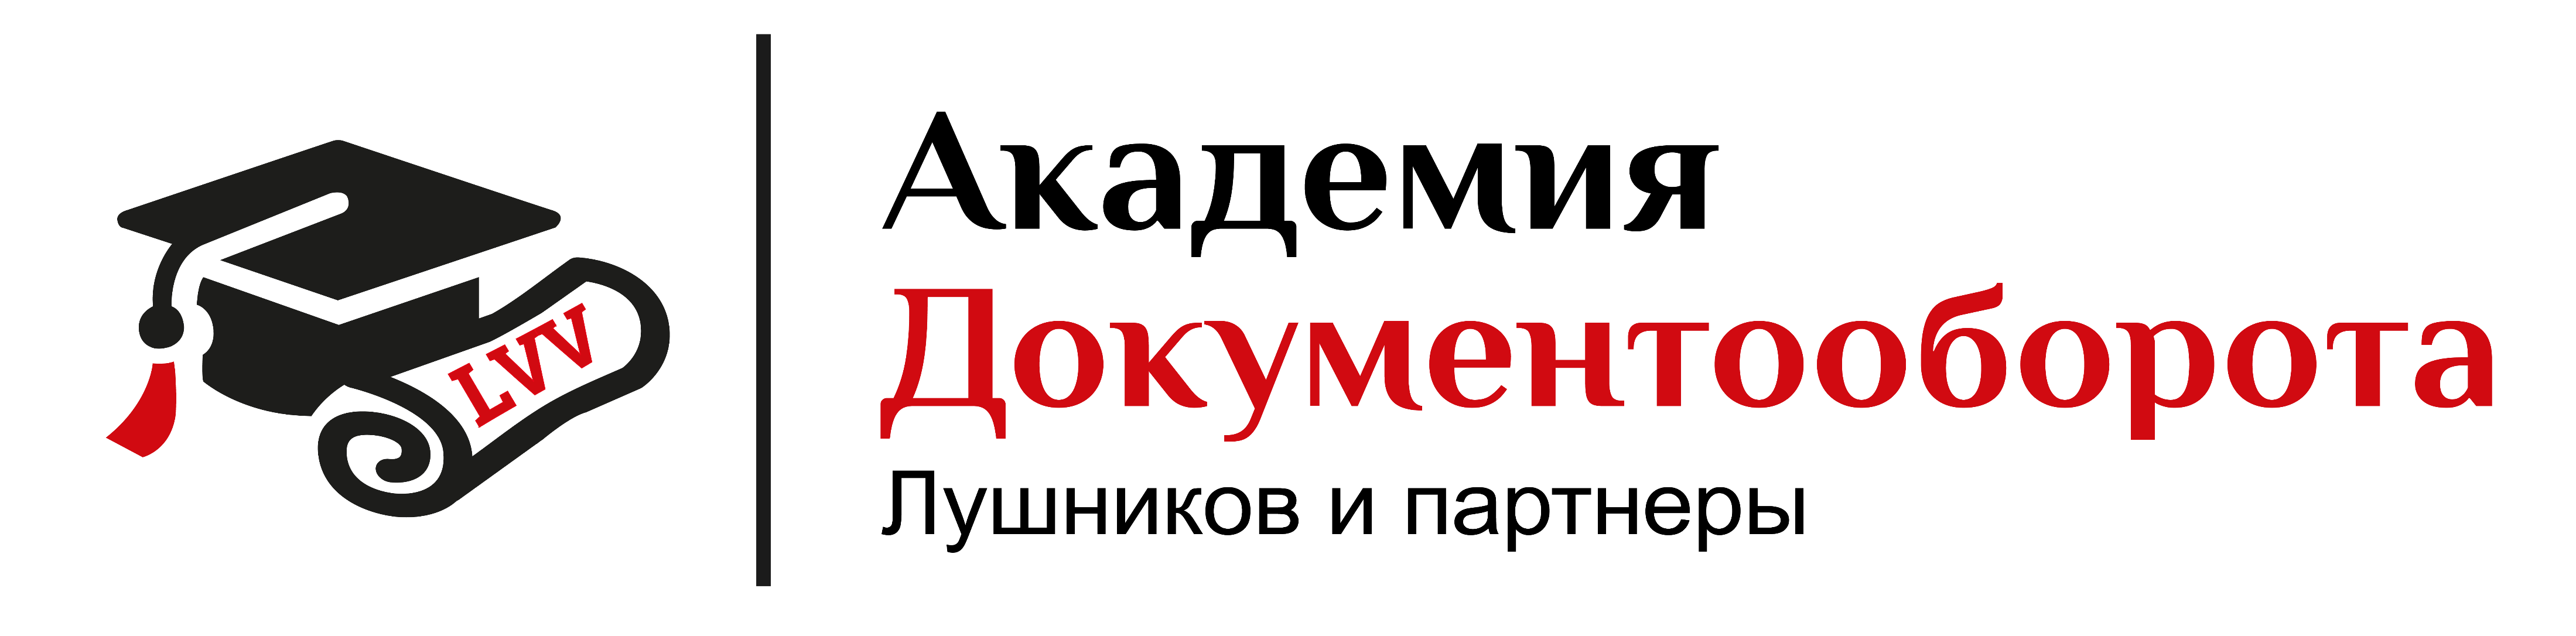 LVV
Академия
Документооборота
Лушников и партнеры